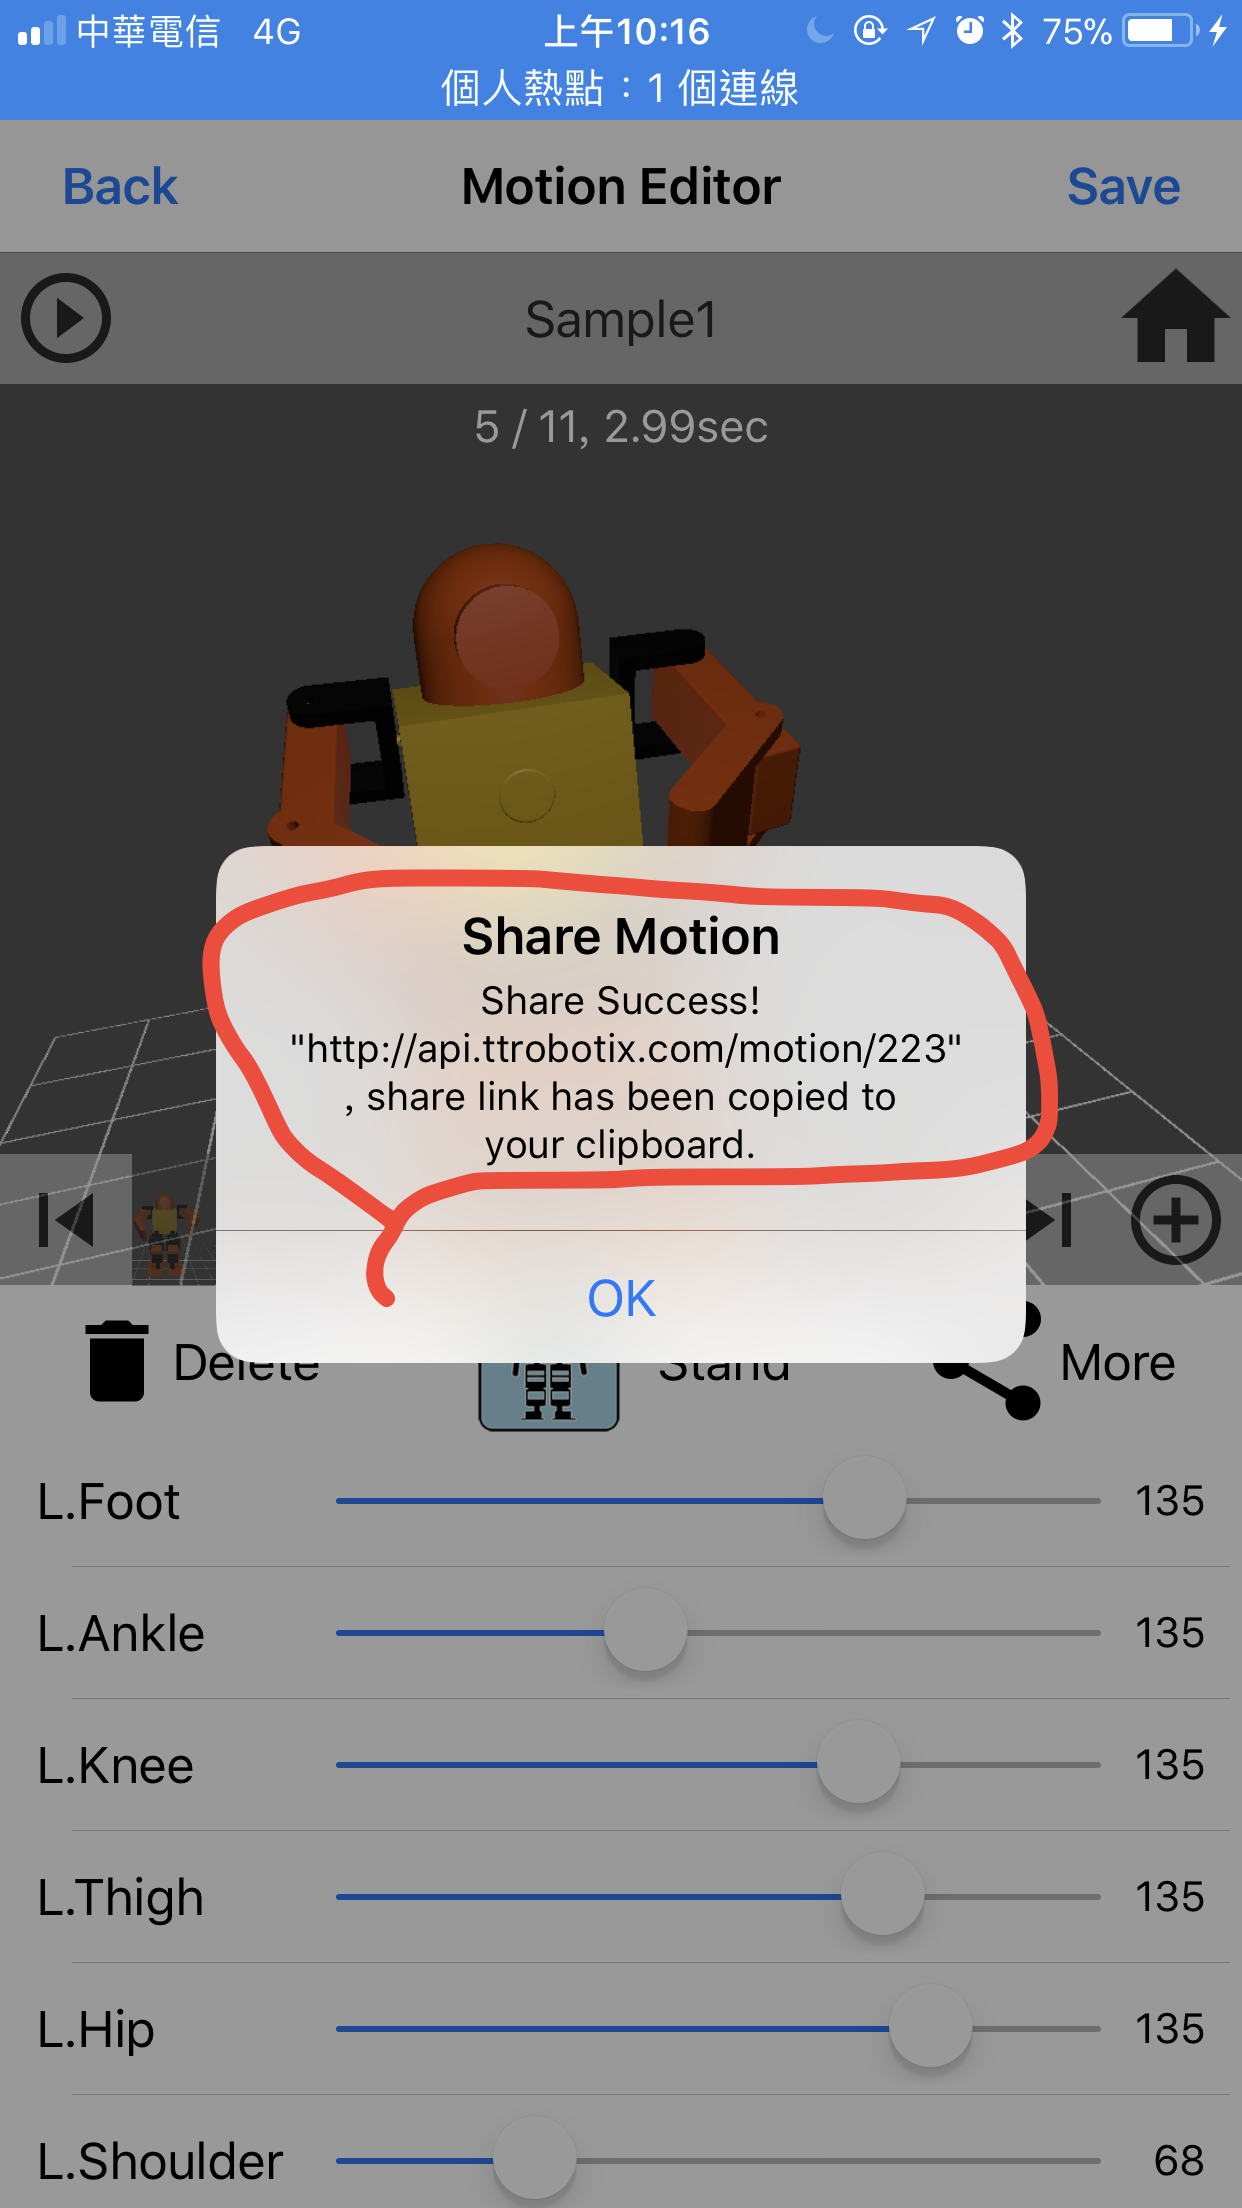 中華電信 4G 上午10:16 75%
個人熱點：1 個連線
Back Motion Editor Save
Sample1
5 / 11, 2.99sec
Share Motion
Share Success!
"http://api.ttrobotix.com/motion/223"
, share link has been copied to
your clipboard.
OK
Delete Stand More
L.Foot 135
L.Ankle 135
L.Knee 135
L.Thigh 135
L.Hip 135
L.Shoulder 68